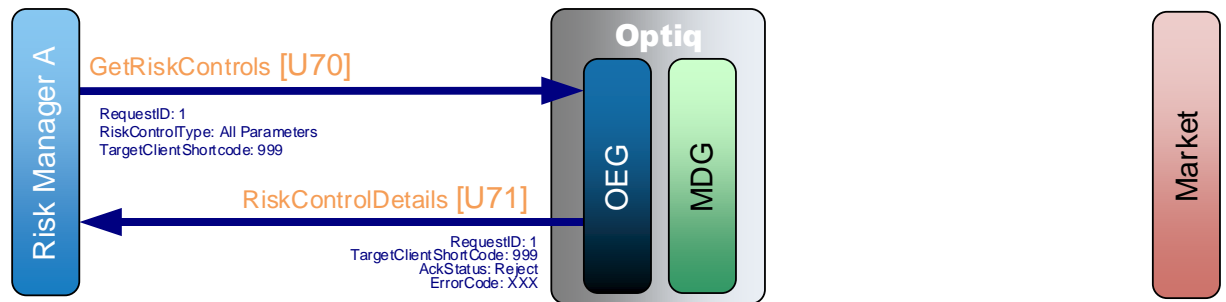 Risk Manager A
Optiq
GetRiskControls [U70]
RequestID: 1
RiskControlType: All Parameters
TargetClientShortcode: 999
OEG
MDG
Market
RiskControlDetails [U71]
RequestID: 1
TargetClientShortCode: 999
AckStatus: Reject
ErrorCode: XXX